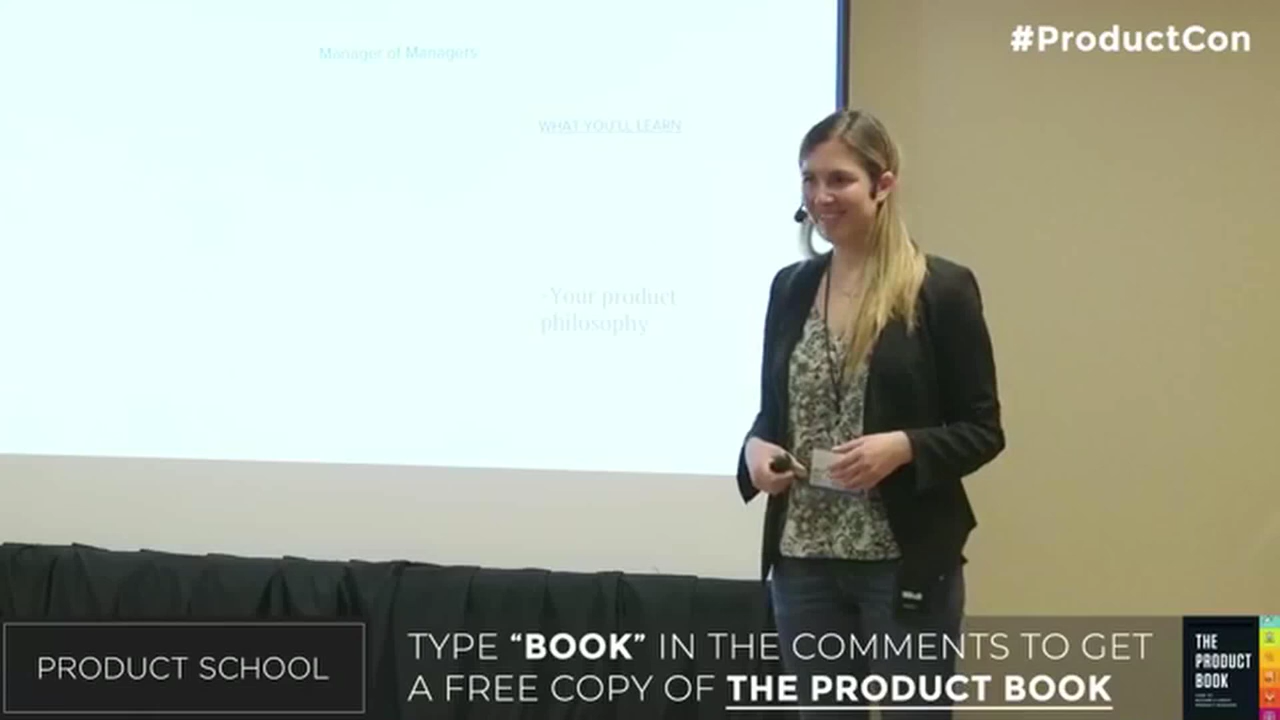 #ProductCon
Manager of Managers
WHAT YOU'LL LEARN
-Your product
philosophy
PRODUCT SCHOOL
TYPE “BOOK” IN THE COMMENTS TO GET
A FREE COPY OF THE PRODUCT BOOK
THE
PRODUCT
BOOK